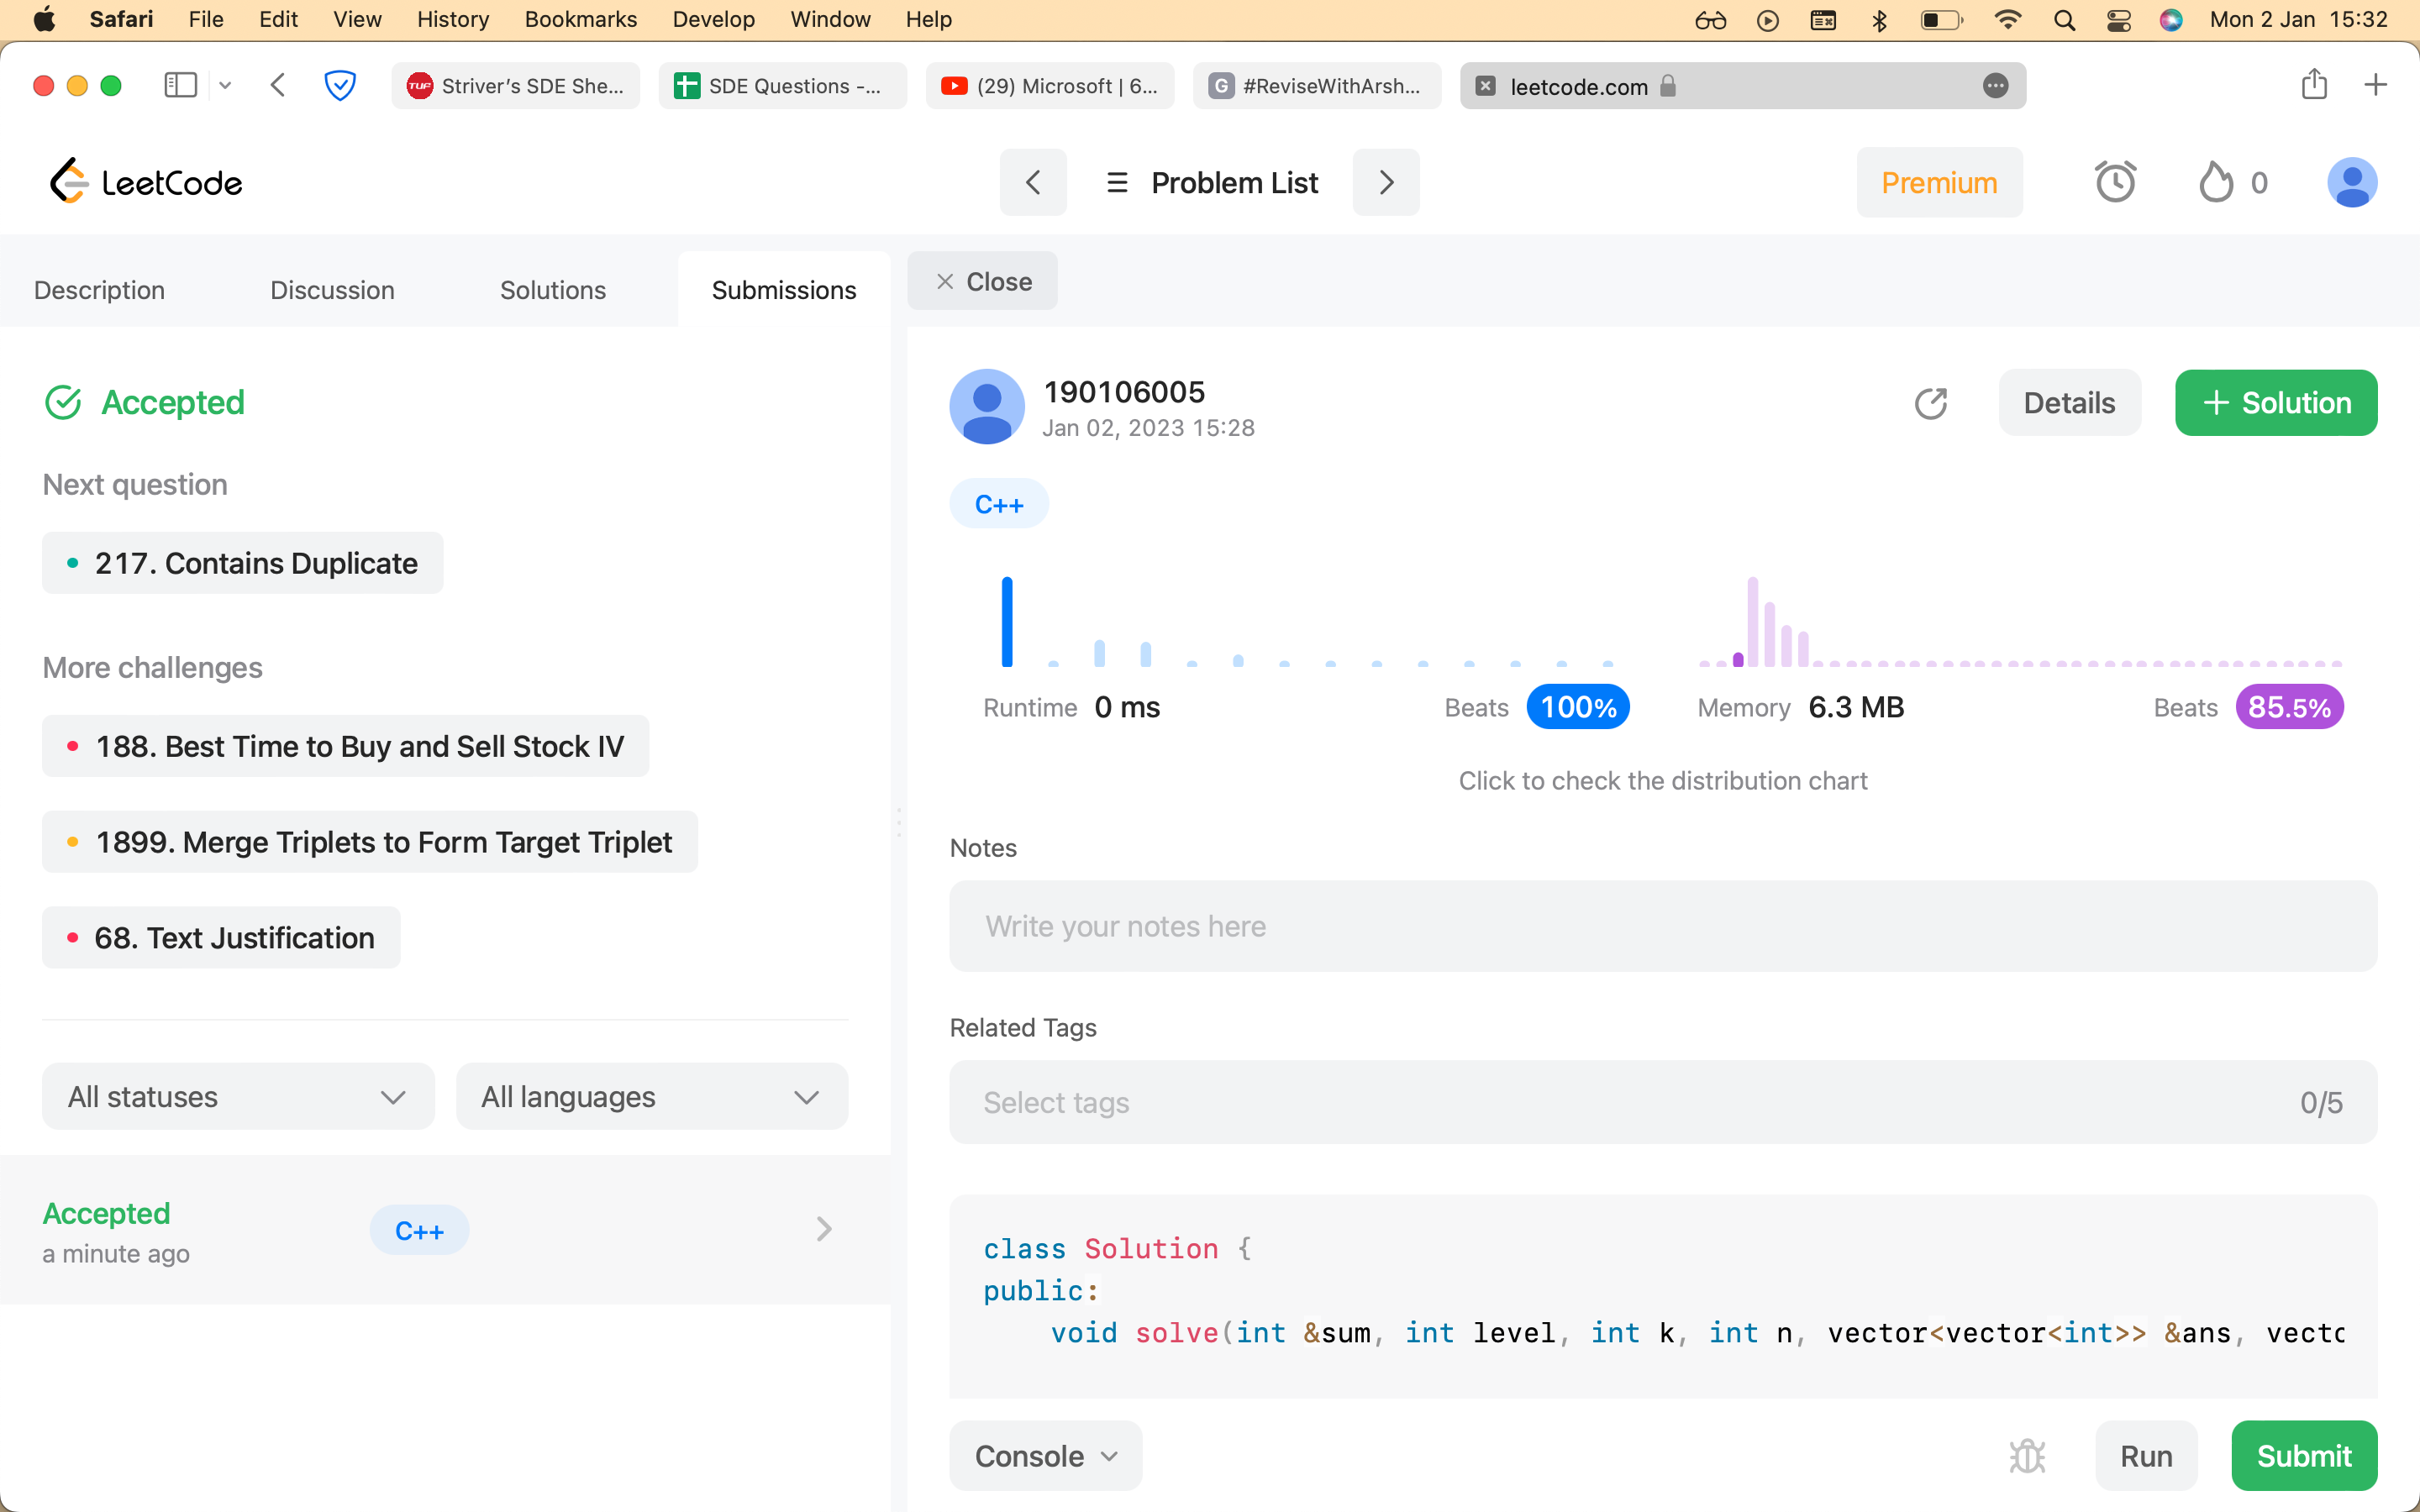 Safari File Edit View History Bookmarks Develop Window Help Mon 2 Jan 15:32
TUF Striver's SDE She... SDE Questions -... (29) Microsoft | 6... G #ReviseWithArsh... leetcode.com
LeetCode Problem List Premium 0
Description Discussion Solutions Submissions
Close
Accepted
Next question
217. Contains Duplicate
More challenges
188. Best Time to Buy and Sell Stock IV
1899. Merge Triplets to Form Target Triplet
68. Text Justification
All statuses All languages
Accepted
a minute ago
C++
190106005
Jan 02, 2023 15:28
Details + Solution
C++
Runtime 0 ms Beats 100% Memory 6.3 MB Beats 85.5%
Click to check the distribution chart
Notes
Write your notes here
Related Tags
Select tags 0/5
class Solution {
public:
void solve(int &sum, int level, int k, int n, vector<vector<int>> &ans, vect
Console Run Submit